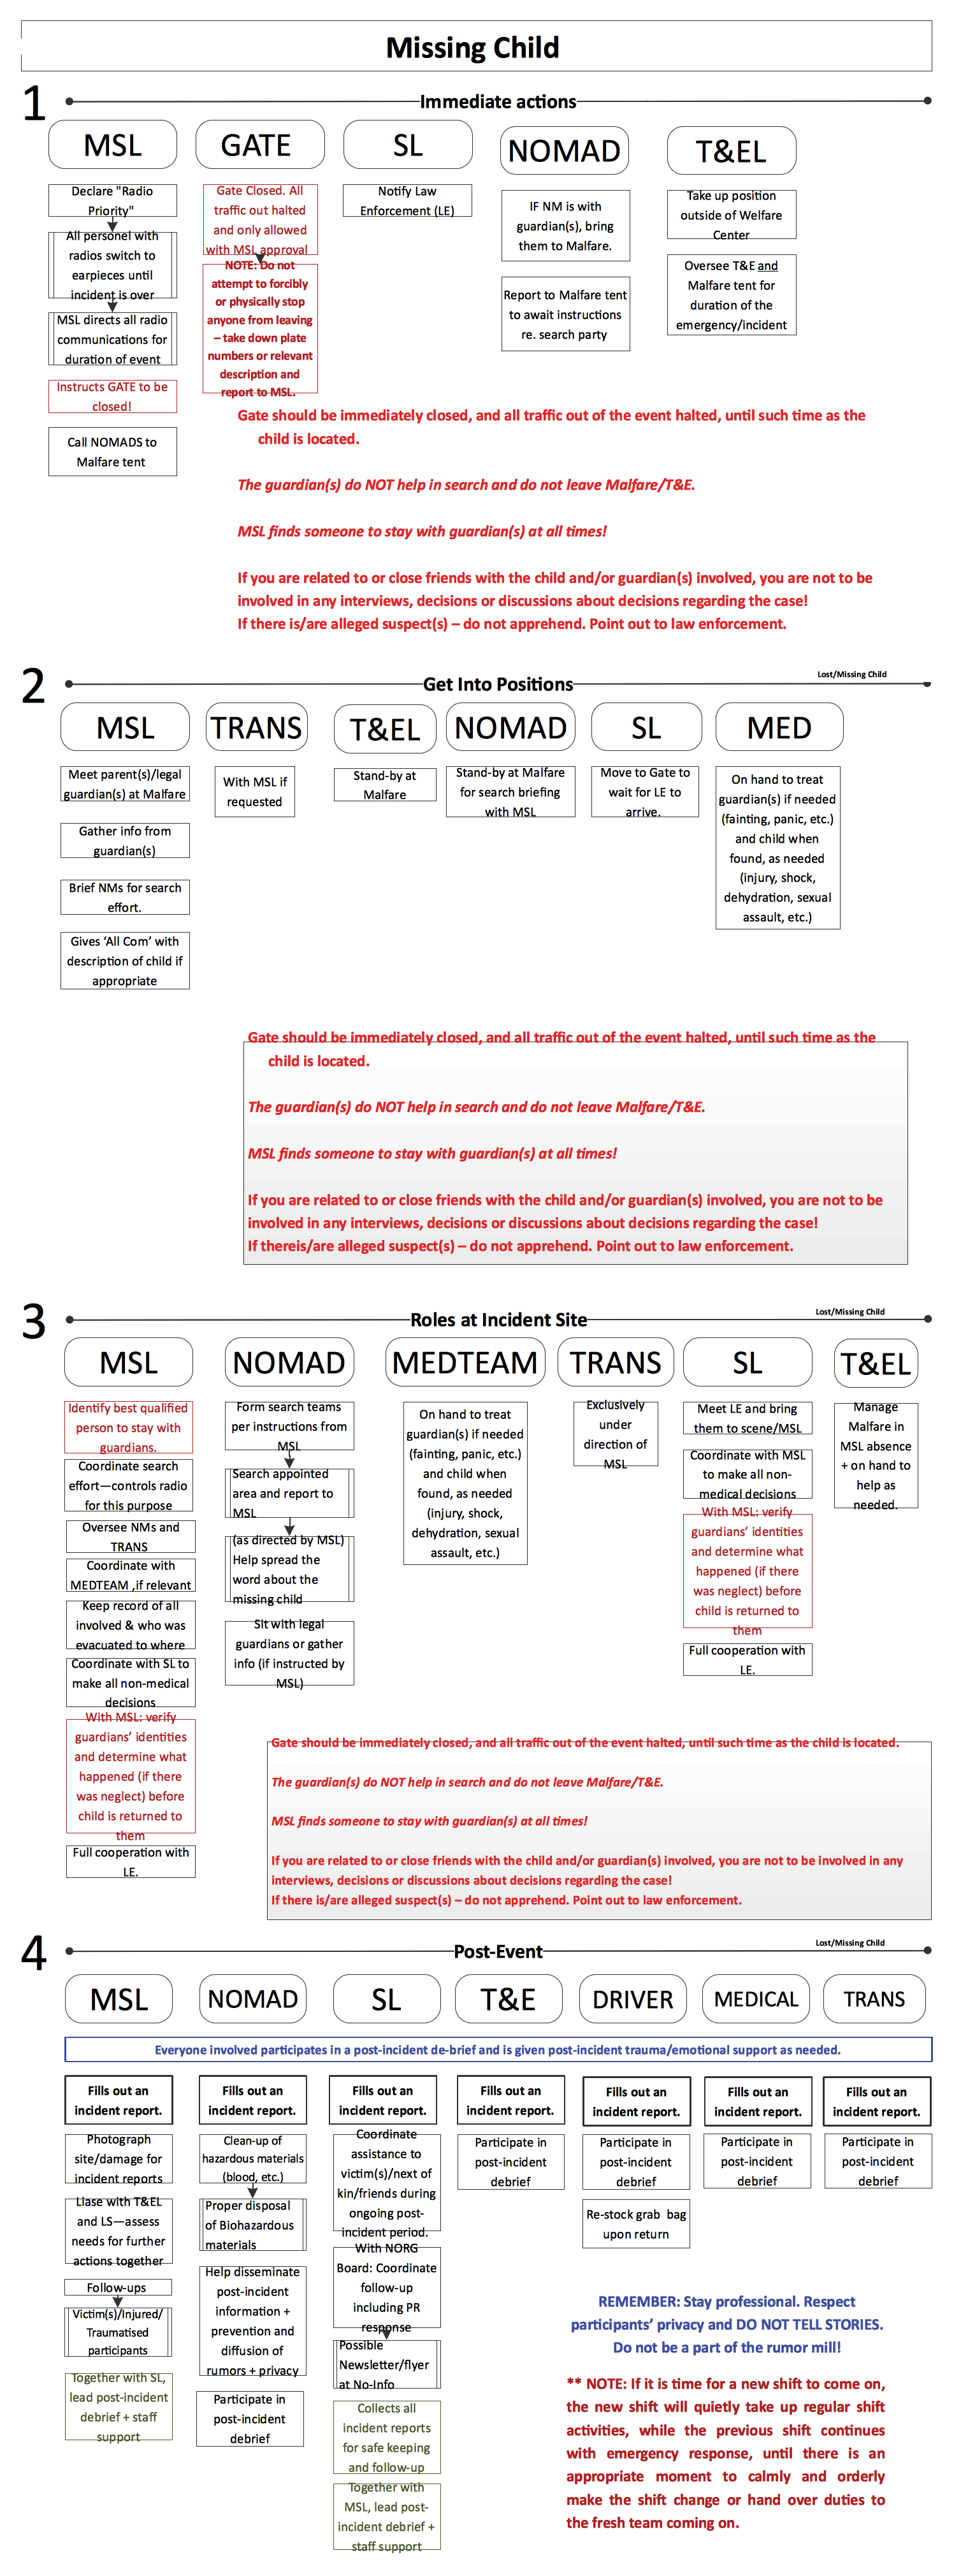 Missing Child
1
Immediate actions
MSL
GATE
SL
NOMAD
T&EL
Declare "Radio
Priority"
All personel with
radios switch to
earpieces until
incident is over
MSL directs all radio
communications for
duration of event
Instructs GATE to be
closed!
Call NOMADS to
Malfare tent
Gate Closed. All
traffic out halted
and only allowed
with MSL approval
NOTE: Do not
attempt to forcibly
or physically stop
anyone from leaving
– take down plate
numbers or relevant
description and
report to MSL.
Notify Law
Enforcement (LE)
IF NM is with
guardian(s), bring
them to Malfare.
Report to Malfare tent
to await instructions
re. search party
Take up position
outside of Welfare
Center
Oversee T&E and
Malfare tent for
duration of the
emergency/incident
Gate should be immediately closed, and all traffic out of the event halted, until such time as the
child is located.
The guardian(s) do NOT help in search and do not leave Malfare/T&E.
MSL finds someone to stay with guardian(s) at all times!
If you are related to or close friends with the child and/or guardian(s) involved, you are not to be
involved in any interviews, decisions or discussions about decisions regarding the case!
If there is/are alleged suspect(s) – do not apprehend. Point out to law enforcement.
2
Get Into Positions
Lost/Missing Child
MSL
TRANS
T&EL
NOMAD
SL
MED
Meet parent(s)/legal
guardian(s) at Malfare
Gather info from
guardian(s)
Brief NMs for search
effort.
Gives ‘All Com’ with
description of child if
appropriate
With MSL if
requested
Stand-by at
Malfare
Stand-by at Malfare
for search briefing
with MSL
Move to Gate to
wait for LE to
arrive.
On hand to treat
guardian(s) if needed
(fainting, panic, etc.)
and child when
found, as needed
(injury, shock,
dehydration, sexual
assault, etc.)
Gate should be immediately closed, and all traffic out of the event halted, until such time as the
child is located.
The guardian(s) do NOT help in search and do not leave Malfare/T&E.
MSL finds someone to stay with guardian(s) at all times!
If you are related to or close friends with the child and/or guardian(s) involved, you are not to be
involved in any interviews, decisions or discussions about decisions regarding the case!
If thereis/are alleged suspect(s) – do not apprehend. Point out to law enforcement.
3
Roles at Incident Site
Lost/Missing Child
MSL
NOMAD
MEDTEAM
TRANS
SL
T&EL
Identify best qualified
person to stay with
guardians.
Coordinate search
effort—controls radio
for this purpose
Oversee NMs and
TRANS
Coordinate with
MEDTEAM ,if relevant
Keep record of all
involved & who was
evacuated to where
Coordinate with SL to
make all non-medical
decisions
With MSL: verify
guardians’ identities
and determine what
happened (if there
was neglect) before
child is returned to
them
Full cooperation with
LE.
Form search teams
per instructions from
MSL
Search appointed
area and report to
MSL
(as directed by MSL)
Help spread the
word about the
missing child
Sit with legal
guardians or gather
info (if instructed by
MSL)
On hand to treat
guardian(s) if needed
(fainting, panic, etc.)
and child when
found, as needed
(injury, shock,
dehydration, sexual
assault, etc.)
Exclusively
under
direction of
MSL
Meet LE and bring
them to scene/MSL
Coordinate with MSL
to make all non-
medical decisions
With MSL: verify
guardians’ identities
and determine what
happened (if there
was neglect) before
child is returned to
them
Full cooperation with
LE.
Manage
Malfare in
MSL absence
+ on hand to
help as
needed.
Gate should be immediately closed, and all traffic out of the event halted, until such time as the child is located.
The guardian(s) do NOT help in search and do not leave Malfare/T&E.
MSL finds someone to stay with guardian(s) at all times!
If you are related to or close friends with the child and/or guardian(s) involved, you are not to be involved in any
interviews, decisions or discussions about decisions regarding the case!
If there is/are alleged suspect(s) – do not apprehend. Point out to law enforcement.
4
Post-Event
Lost/Missing Child
MSL
NOMAD
SL
T&E
DRIVER
MEDICAL
TRANS
Everyone involved participates in a post-incident de-brief and is given post-incident trauma/emotional support as needed.
Fills out an
incident report.
Photograph
site/damage for
incident reports
LIase with T&EL
and LS—assess
needs for further
actions together
Follow-ups
Victim(s)/Injured/
Traumatised
participants
Together with SL,
lead post-incident
debrief + staff
support
Fills out an
incident report.
Clean-up of
hazardous materials
(blood, etc.)
Proper disposal
of Biohazardous
materials
Help disseminate
post-incident
information +
prevention and
diffusion of
rumors + privacy
Participate in
post-incident
debrief
Fills out an
incident report.
Coordinate
assistance to
victim(s)/next of
kin/friends during
ongoing post-
incident period.
With NORG
Board: Coordinate
follow-up
including PR
response
Possible
Newsletter/flyer
at No-Info
Collects all
incident reports
for safe keeping
and follow-up
Together with
MSL, lead post-
incident debrief +
staff support
Fills out an
incident report.
Participate in
post-incident
debrief
Fills out an
incident report.
Participate in
post-incident
debrief
Re-stock grab bag
upon return
Fills out an
incident report.
Participate in
post-incident
debrief
Fills out an
incident report.
Participate in
post-incident
debrief
REMEMBER: Stay professional. Respect
participants’ privacy and DO NOT TELL STORIES.
Do not be a part of the rumor mill!
** NOTE: If it is time for a new shift to come on,
the new shift will quietly take up regular shift
activities, while the previous shift continues
with emergency response, until there is an
appropriate moment to calmly and orderly
make the shift change or hand over duties to
the fresh team coming on.